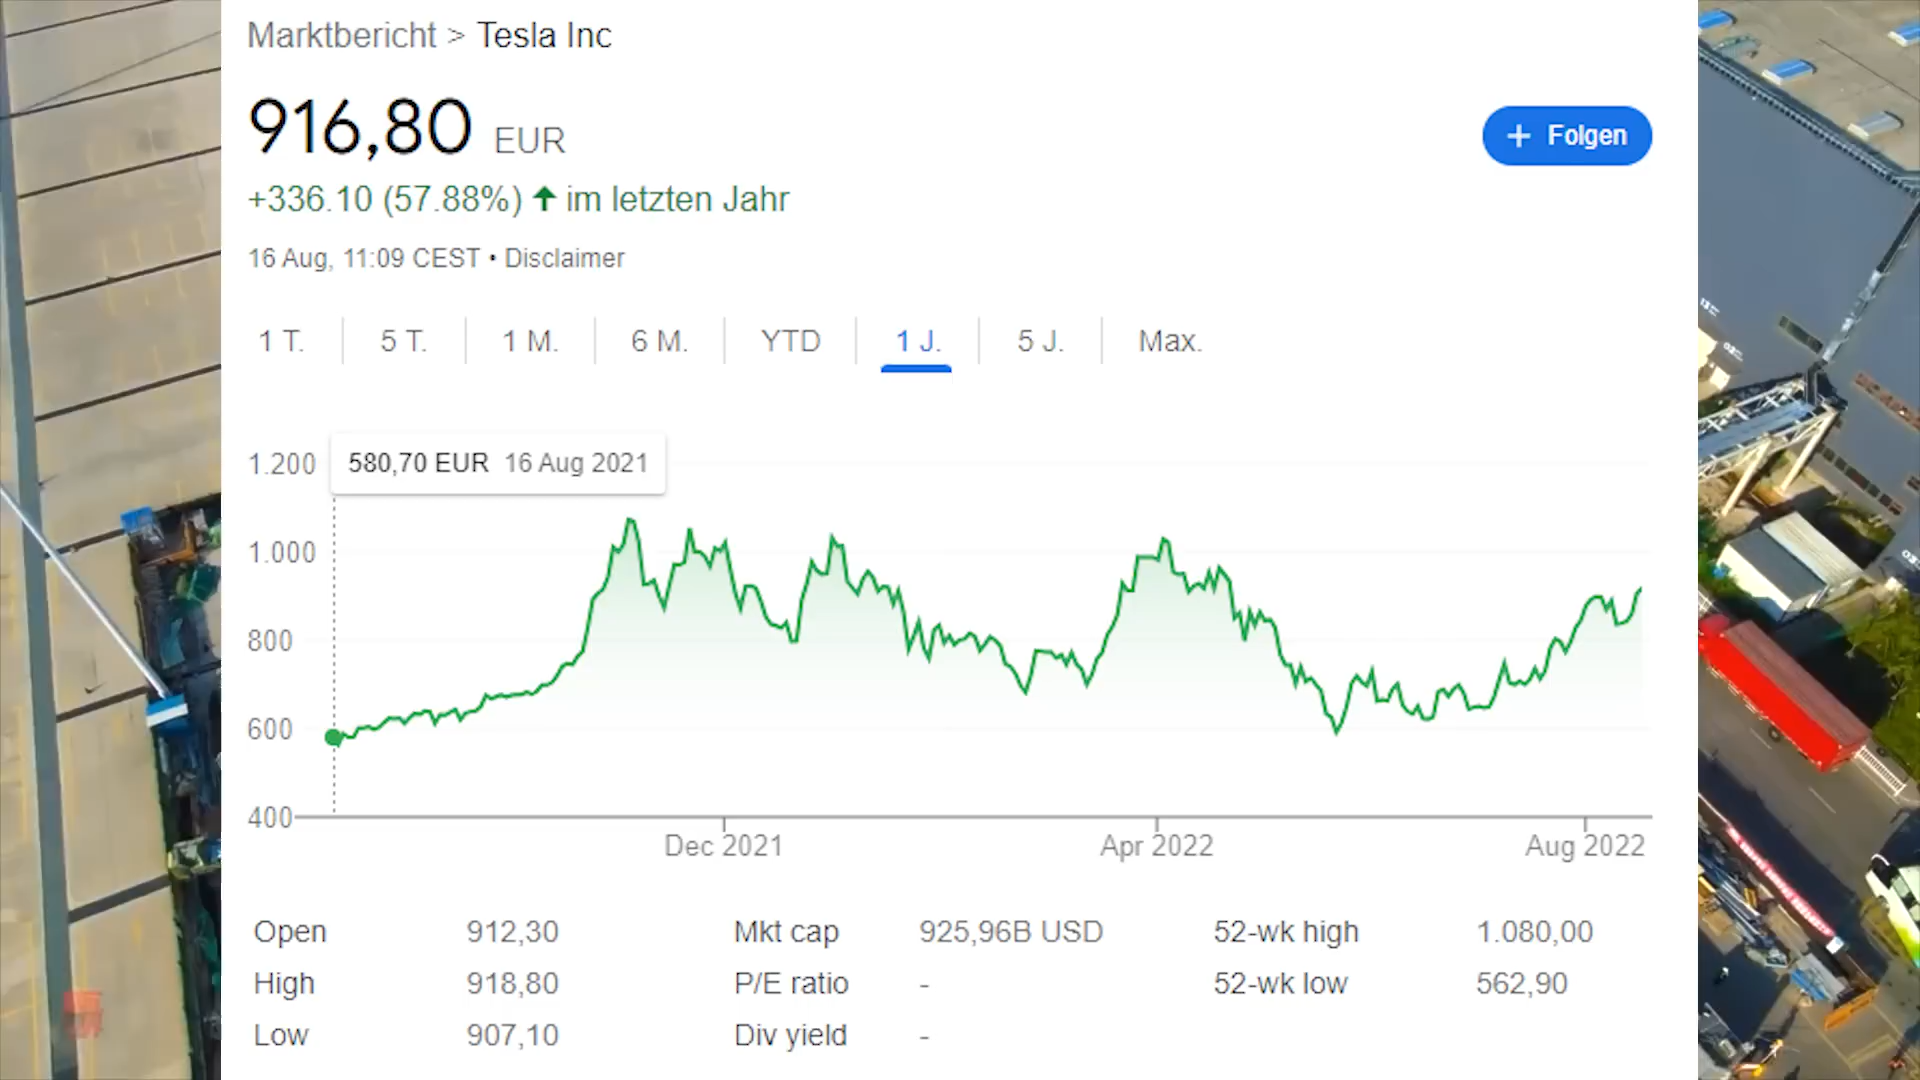 Marktbericht > Tesla Inc
916,80 EUR
+ Folgen
+336.10 (57.88%) ↑ im letzten Jahr
16 Aug, 11:09 CEST • Disclaimer
1 T. 5 T. 1 M. 6 M. YTD 1 J. 5 J. Max.
580,70 EUR 16 Aug 2021
1.200
1.000
800
600
400
Dec 2021 Apr 2022 Aug 2022
Open 912,30 Mkt cap 925,96B USD 52-wk high 1.080,00
High 918,80 P/E ratio - 52-wk low 562,90
Low 907,10 Div yield -